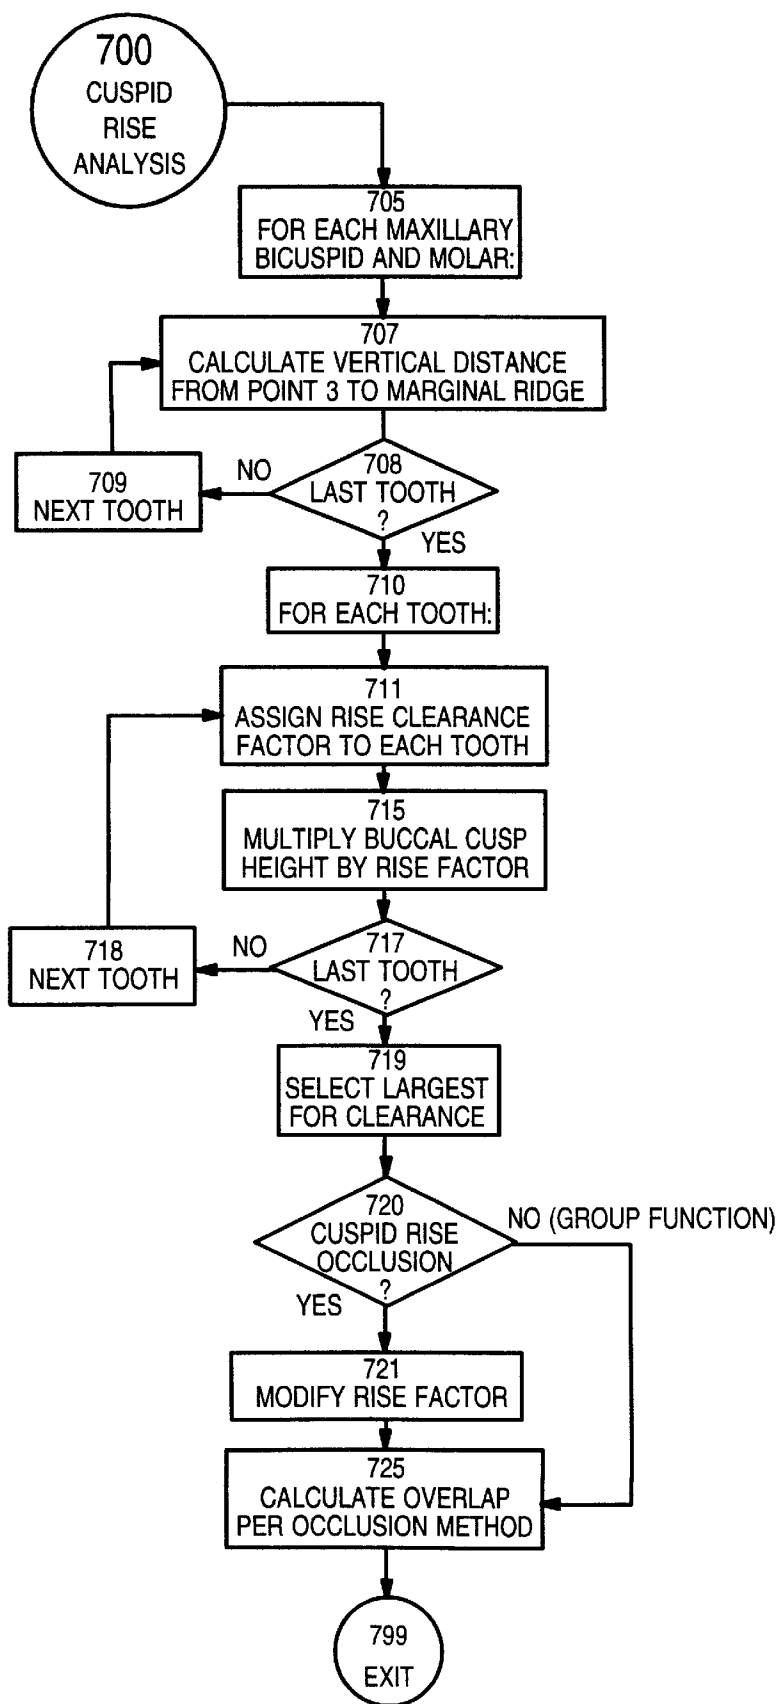 700
CUSPID
RISE
ANALYSIS
705
FOR EACH MAXILLARY
BICUSPID AND MOLAR:
707
CALCULATE VERTICAL DISTANCE
FROM POINT 3 TO MARGINAL RIDGE
709
NEXT TOOTH
NO
708
LAST TOOTH
?
YES
710
FOR EACH TOOTH:
711
ASSIGN RISE CLEARANCE
FACTOR TO EACH TOOTH
715
MULTIPLY BUCCAL CUSP
HEIGHT BY RISE FACTOR
718
NEXT TOOTH
NO
717
LAST TOOTH
?
YES
719
SELECT LARGEST
FOR CLEARANCE
720
CUSPID RISE
OCCLUSION
?
NO (GROUP FUNCTION)
YES
721
MODIFY RISE FACTOR
725
CALCULATE OVERLAP
PER OCCLUSION METHOD
799
EXIT